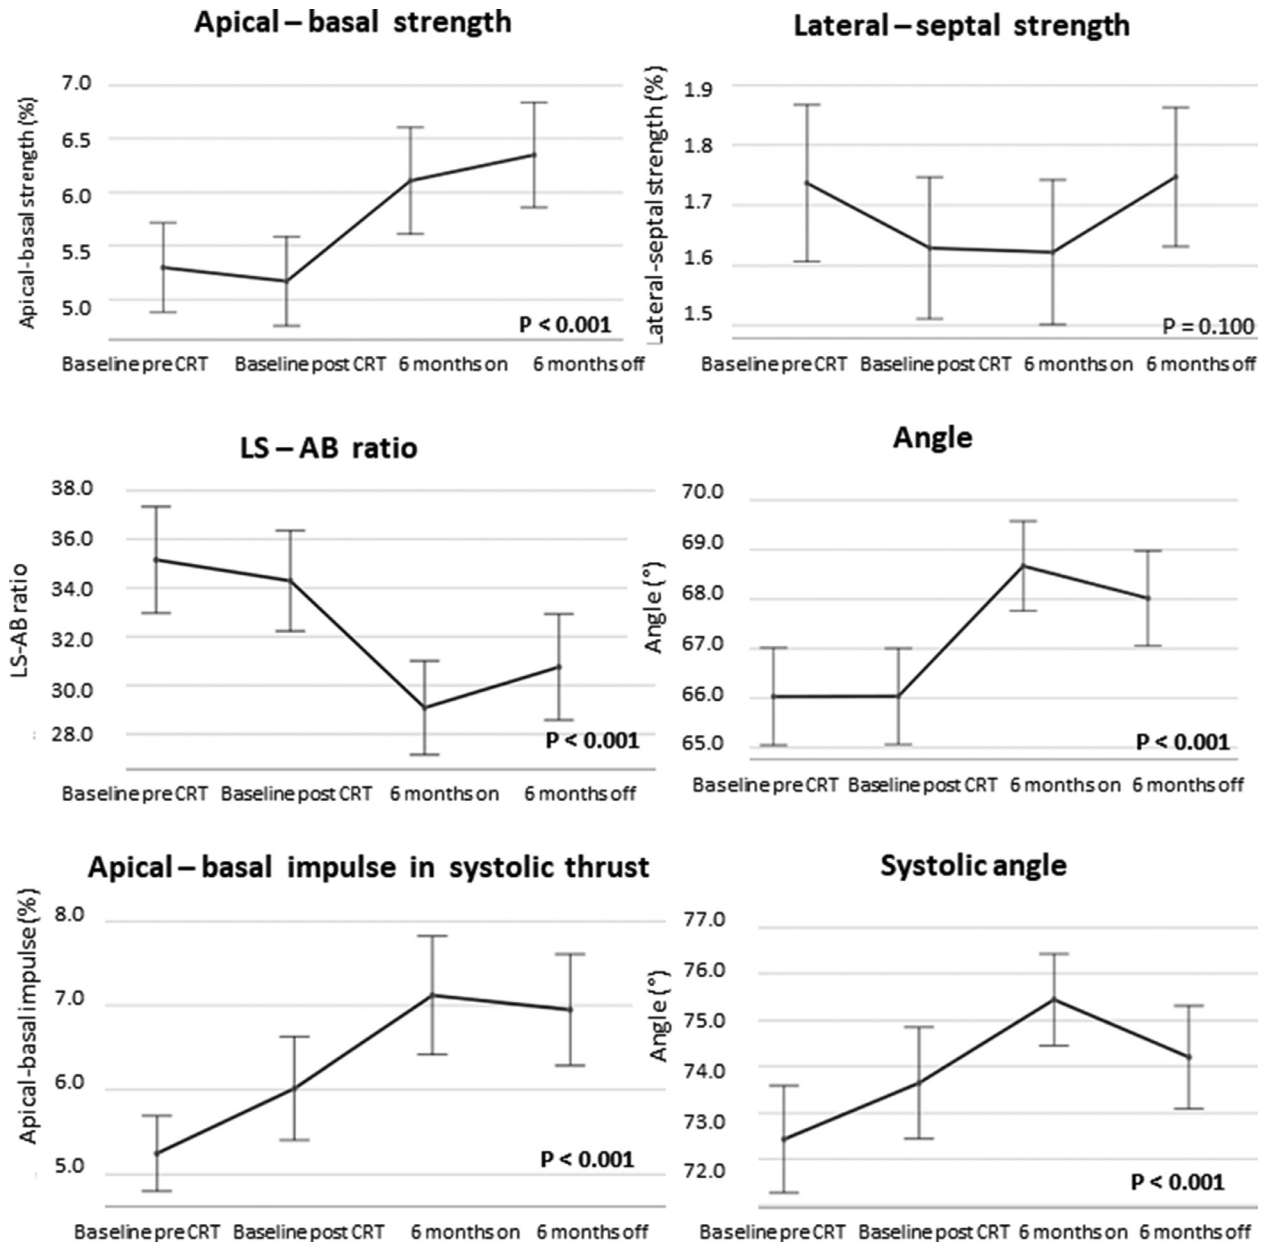 Apical – basal strength
Apical-basal strength (%)
7.0
6.5
6.0
5.5
5.0
P < 0.001
Baseline pre CRT Baseline post CRT 6 months on 6 months off
Lateral – septal strength
Lateral-septal strength (%)
1.9
1.8
1.7
1.6
1.5
P = 0.100
Baseline pre CRT Baseline post CRT 6 months on 6 months off
LS – AB ratio
LS-AB ratio
38.0
36.0
34.0
32.0
30.0
28.0
P < 0.001
Baseline pre CRT Baseline post CRT 6 months on 6 months off
Angle
Angle (°)
70.0
69.0
68.0
67.0
66.0
65.0
P < 0.001
Baseline pre CRT Baseline post CRT 6 months on 6 months off
Apical – basal impulse in systolic thrust
Apical-basal impulse (%)
8.0
7.0
6.0
5.0
P < 0.001
Baseline pre CRT Baseline post CRT 6 months on 6 months off
Systolic angle
Angle (°)
77.0
76.0
75.0
74.0
73.0
72.0
P < 0.001
Baseline pre CRT Baseline post CRT 6 months on 6 months off